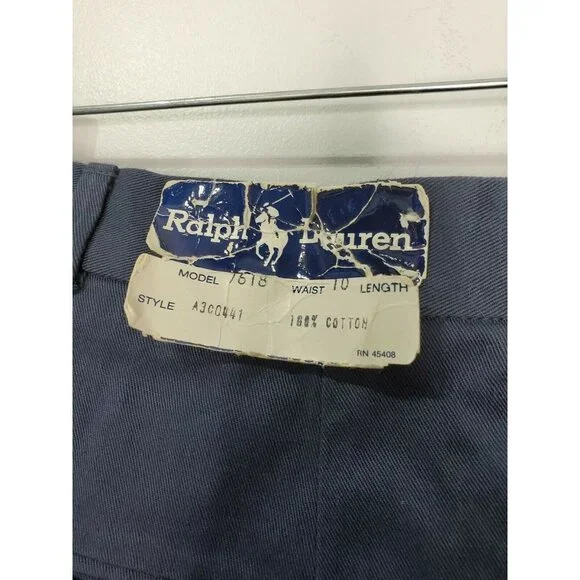 Ralph Lauren
MODEL 7618 WAIST 10 LENGTH
STYLE A300441 100% COTTON
RN 45408